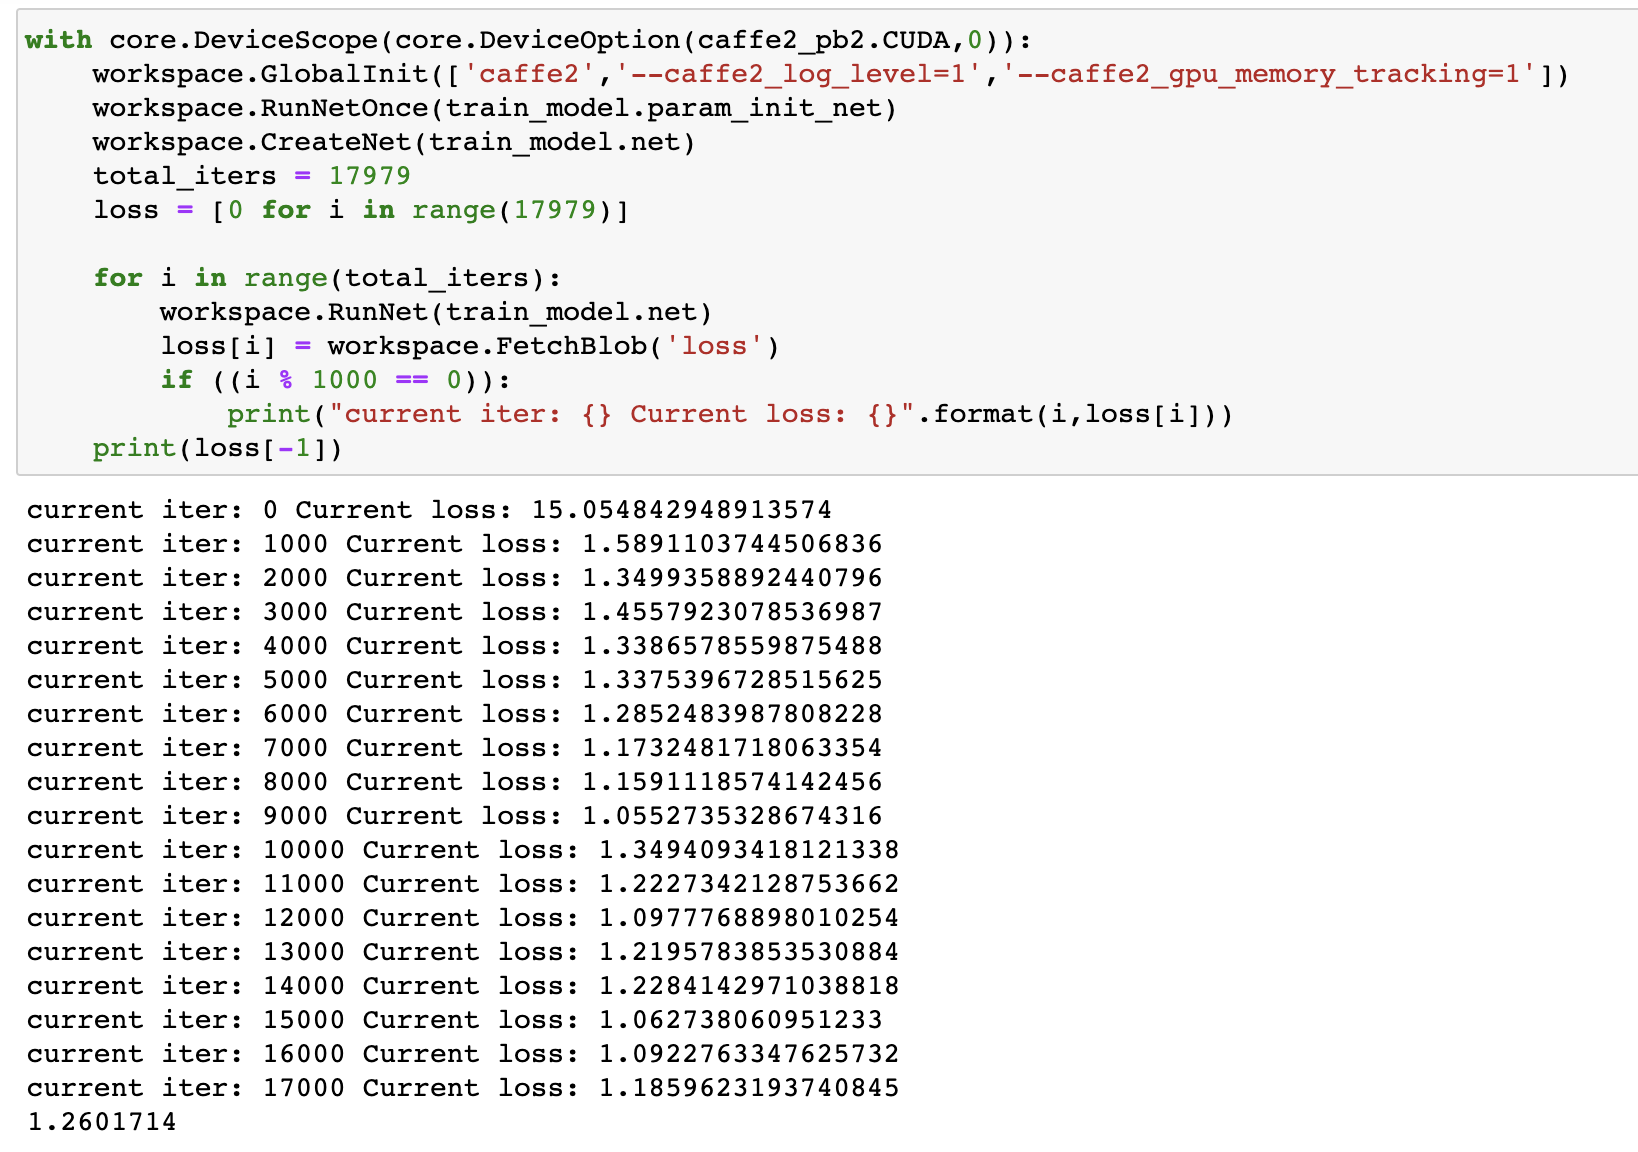 with core.DeviceScope(core.DeviceOption(caffe2_pb2.CUDA,0)):
    workspace.GlobalInit(['caffe2','--caffe2_log_level=1','--caffe2_gpu_memory_tracking=1'])
    workspace.RunNetOnce(train_model.param_init_net)
    workspace.CreateNet(train_model.net)
    total_iters = 17979
    loss = [0 for i in range(17979)]

    for i in range(total_iters):
        workspace.RunNet(train_model.net)
        loss[i] = workspace.FetchBlob('loss')
        if ((i % 1000 == 0)):
            print("current iter: {} Current loss: {}".format(i,loss[i]))
    print(loss[-1])
current iter: 0 Current loss: 15.054842948913574
current iter: 1000 Current loss: 1.5891103744506836
current iter: 2000 Current loss: 1.3499358892440796
current iter: 3000 Current loss: 1.4557923078536987
current iter: 4000 Current loss: 1.3386578559875488
current iter: 5000 Current loss: 1.3375396728515625
current iter: 6000 Current loss: 1.2852483987808228
current iter: 7000 Current loss: 1.1732481718063354
current iter: 8000 Current loss: 1.1591118574142456
current iter: 9000 Current loss: 1.0552735328674316
current iter: 10000 Current loss: 1.3494093418121338
current iter: 11000 Current loss: 1.2227342128753662
current iter: 12000 Current loss: 1.0977768898010254
current iter: 13000 Current loss: 1.2195783853530884
current iter: 14000 Current loss: 1.2284142971038818
current iter: 15000 Current loss: 1.062738060951233
current iter: 16000 Current loss: 1.0922763347625732
current iter: 17000 Current loss: 1.1859623193740845
1.2601714